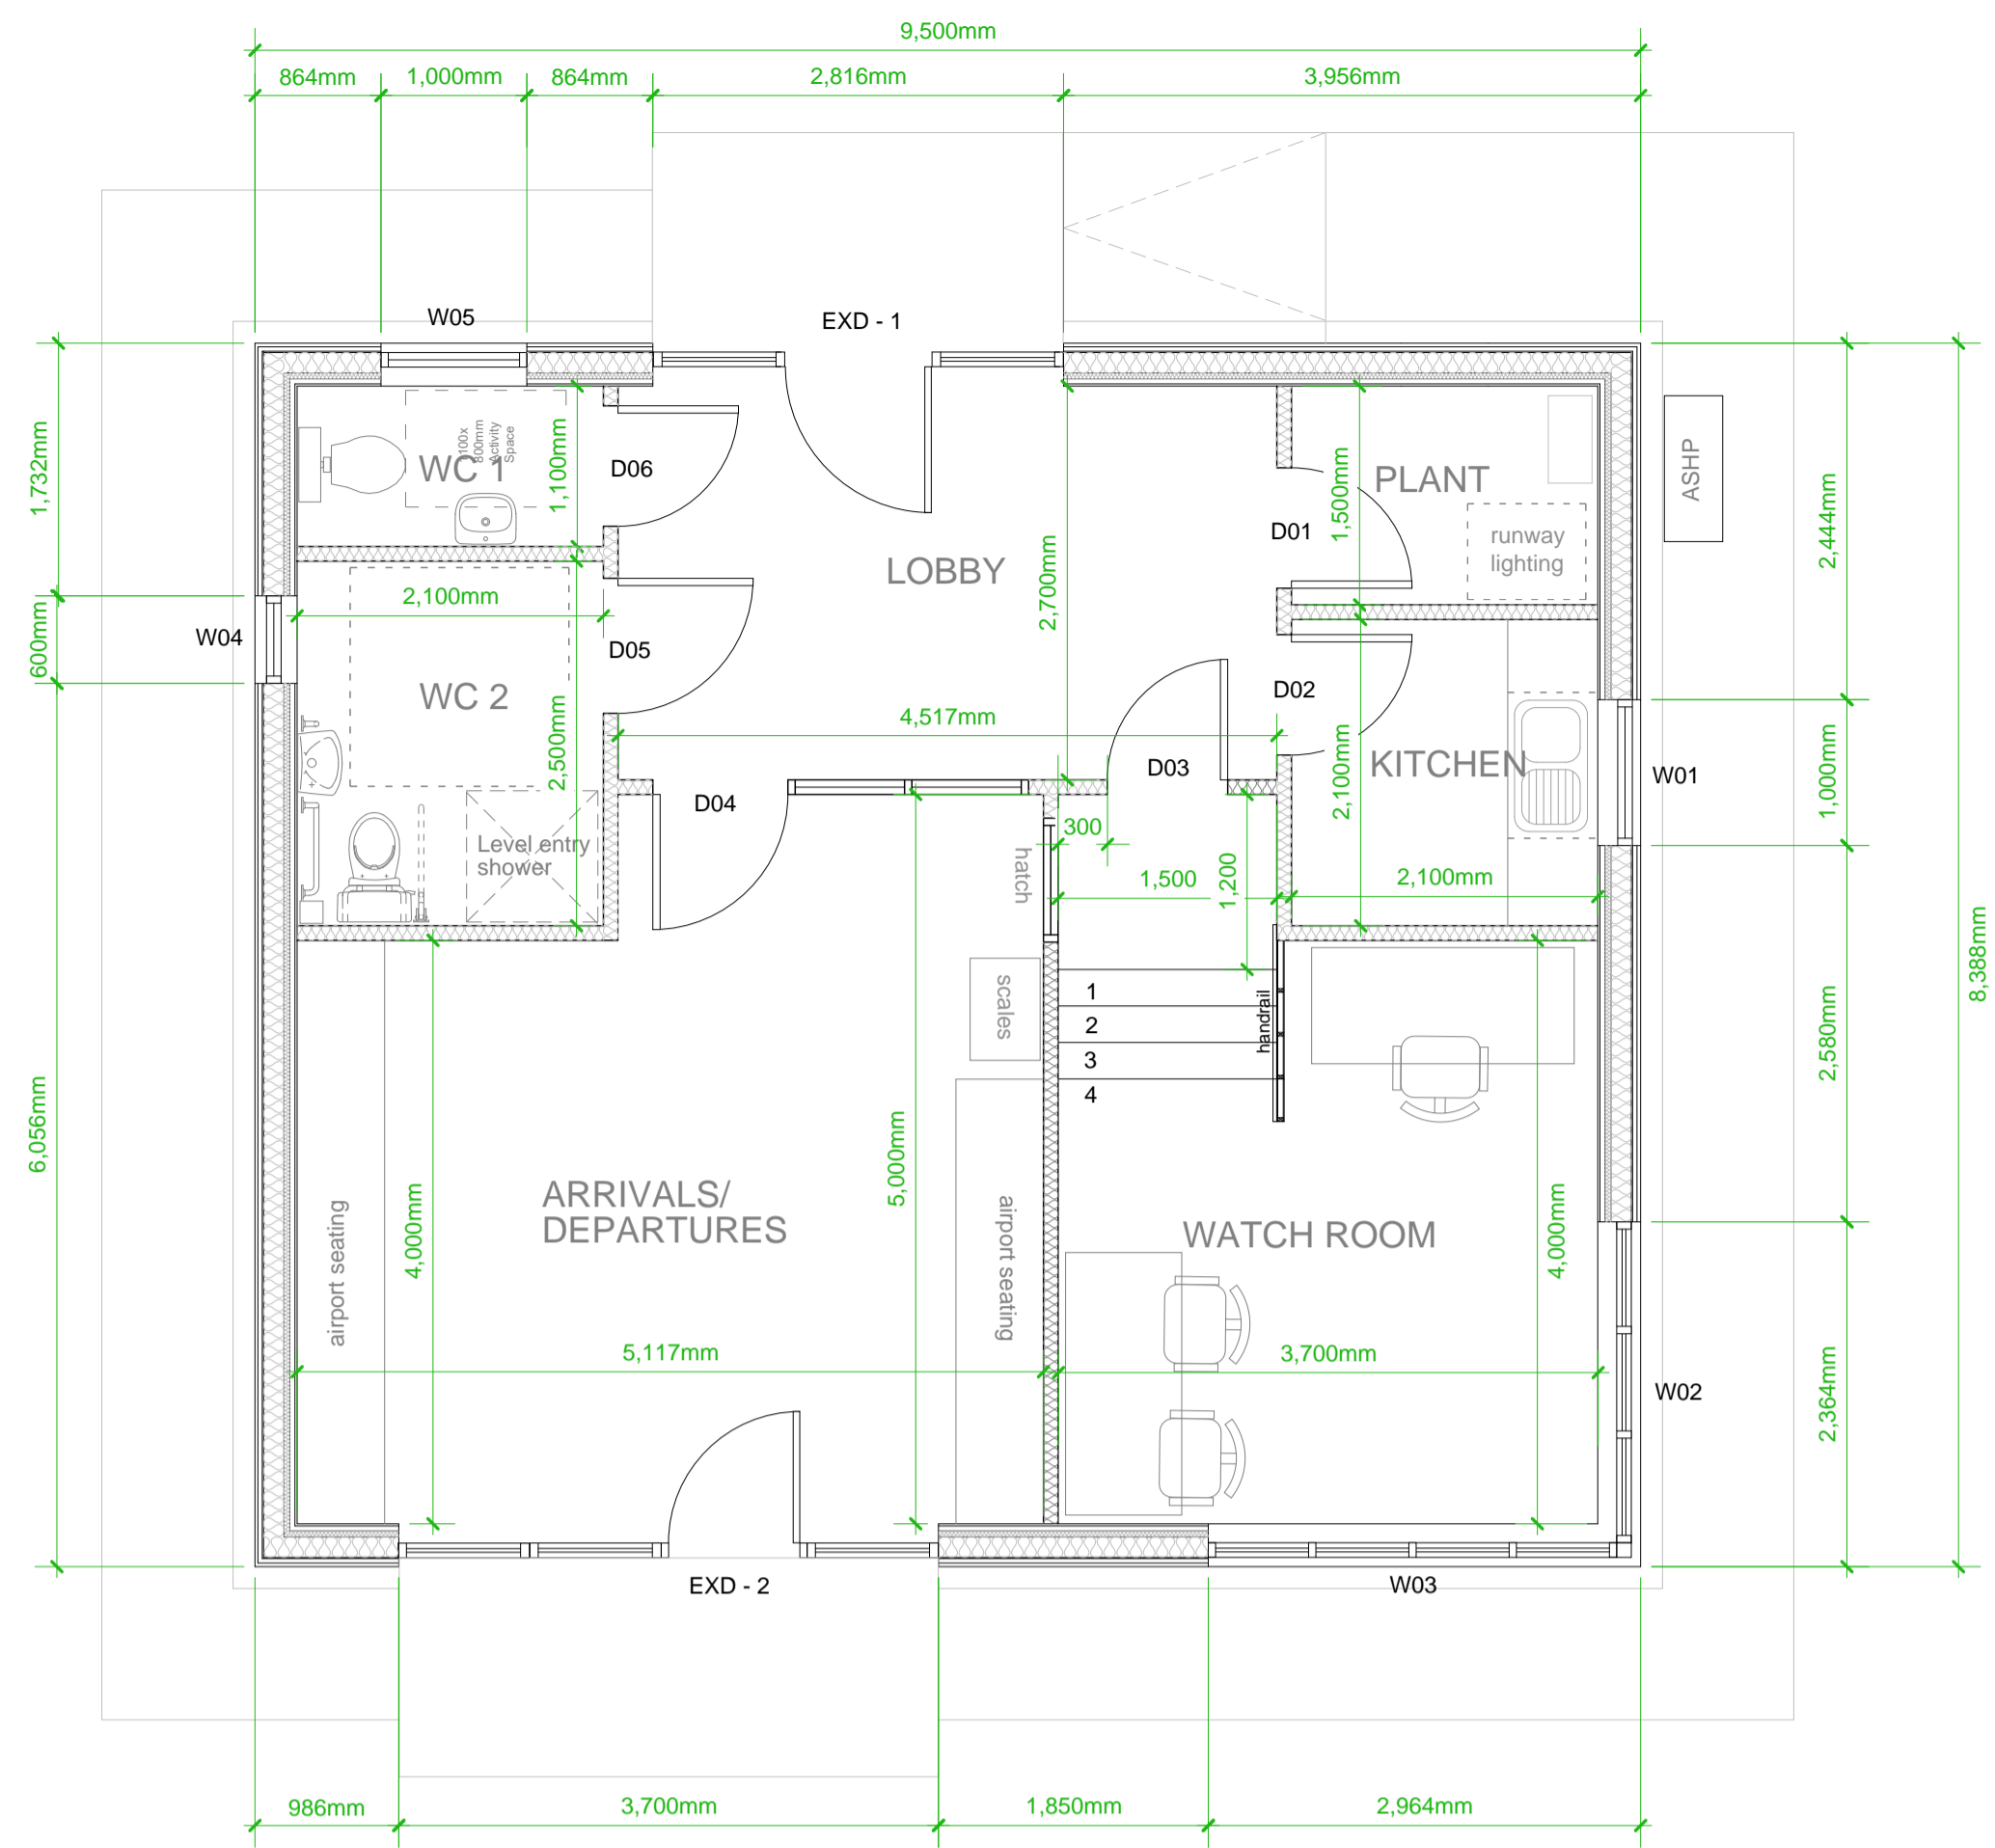 9,500mm
864mm
1,000mm
864mm
2,816mm
3,956mm
W05
EXD - 1
1,732mm
600mm
6,056mm
W04
WC 1
800mm
Activity
Space
1,100mm
D06
LOBBY
2,700mm
D01
1,500mm
PLANT
runway
lighting
ASHP
2,444mm
2,100mm
D05
WC 2
2,500mm
4,517mm
D02
D03
D04
2,100mm
KITCHEN
W01
1,000mm
8,388mm
Level entry
shower
hatch
300
1,500
1,200
2,100mm
scales
1
2
3
4
handrail
2,580mm
airport seating
4,000mm
ARRIVALS/
DEPARTURES
5,000mm
airport seating
WATCH ROOM
4,000mm
5,117mm
3,700mm
W02
2,364mm
EXD - 2
W03
986mm
3,700mm
1,850mm
2,964mm